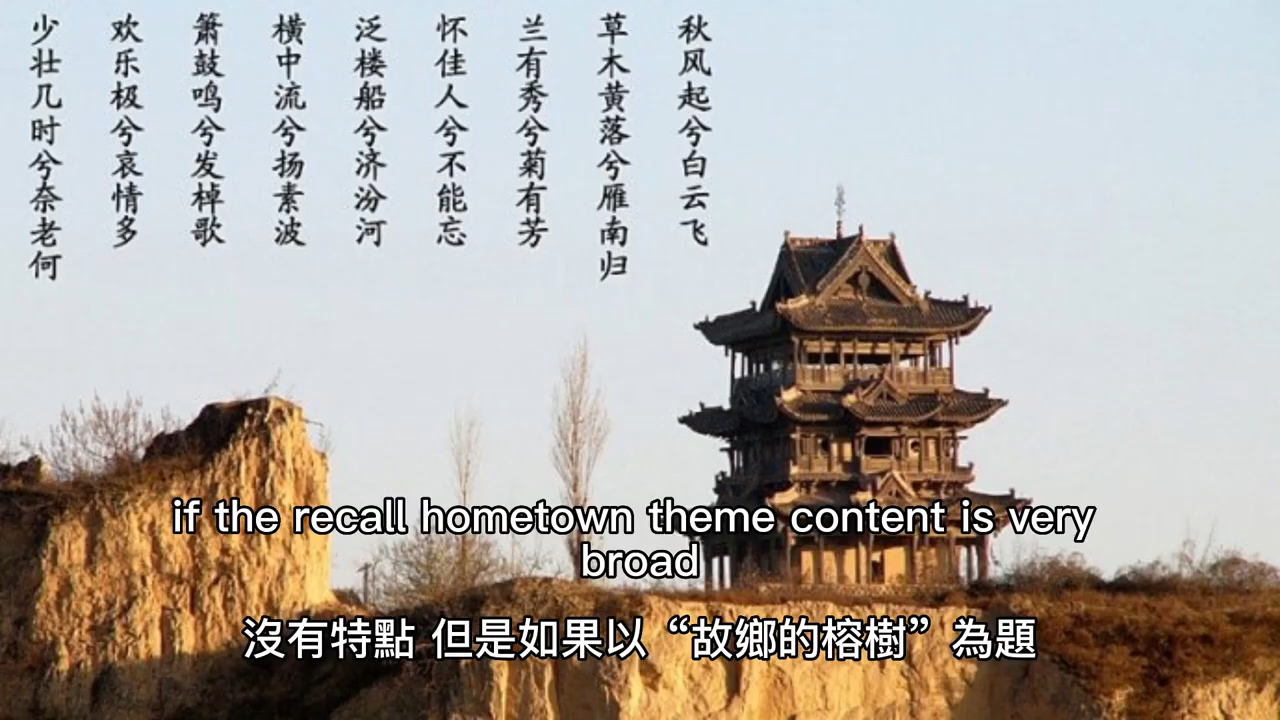 秋风起兮白云飞
草木黄落兮雁南归
兰有秀兮菊有芳
怀佳人兮不能忘
泛楼船兮济汾河
横中流兮扬素波
箫鼓鸣兮发棹歌
欢乐极兮哀情多
少壮几时兮奈老何
if the recall hometown theme content is very
broad
沒有特點 但是如果以“故鄉的榕樹”為題